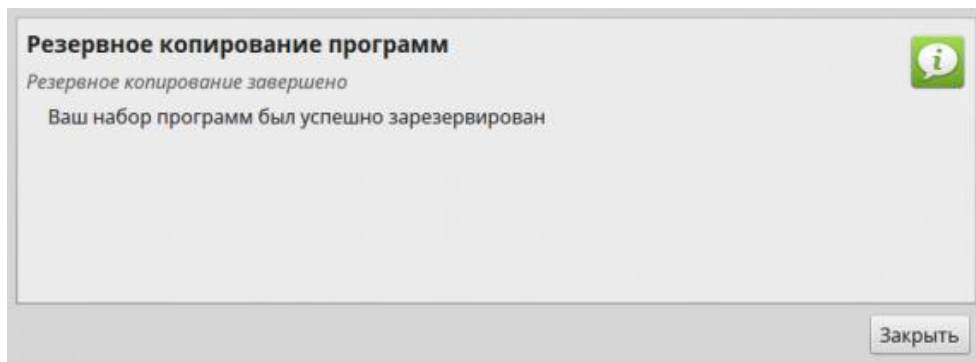 Резервное копирование программ
Резервное копирование завершено
Ваш набор программ был успешно зарезервирован
Закрыть